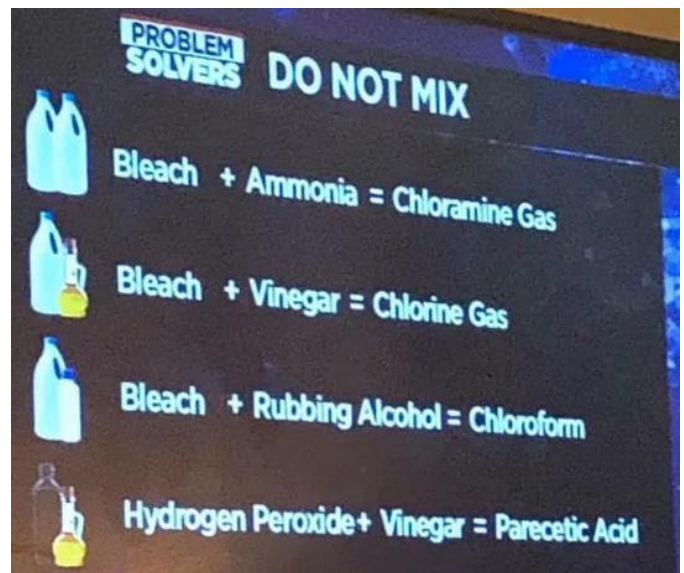 PROBLEM
SOLVERS
DO NOT MIX
Bleach + Ammonia = Chloramine Gas
Bleach + Vinegar = Chlorine Gas
Bleach + Rubbing Alcohol = Chloroform
Hydrogen Peroxide+ Vinegar = Parecetic Acid